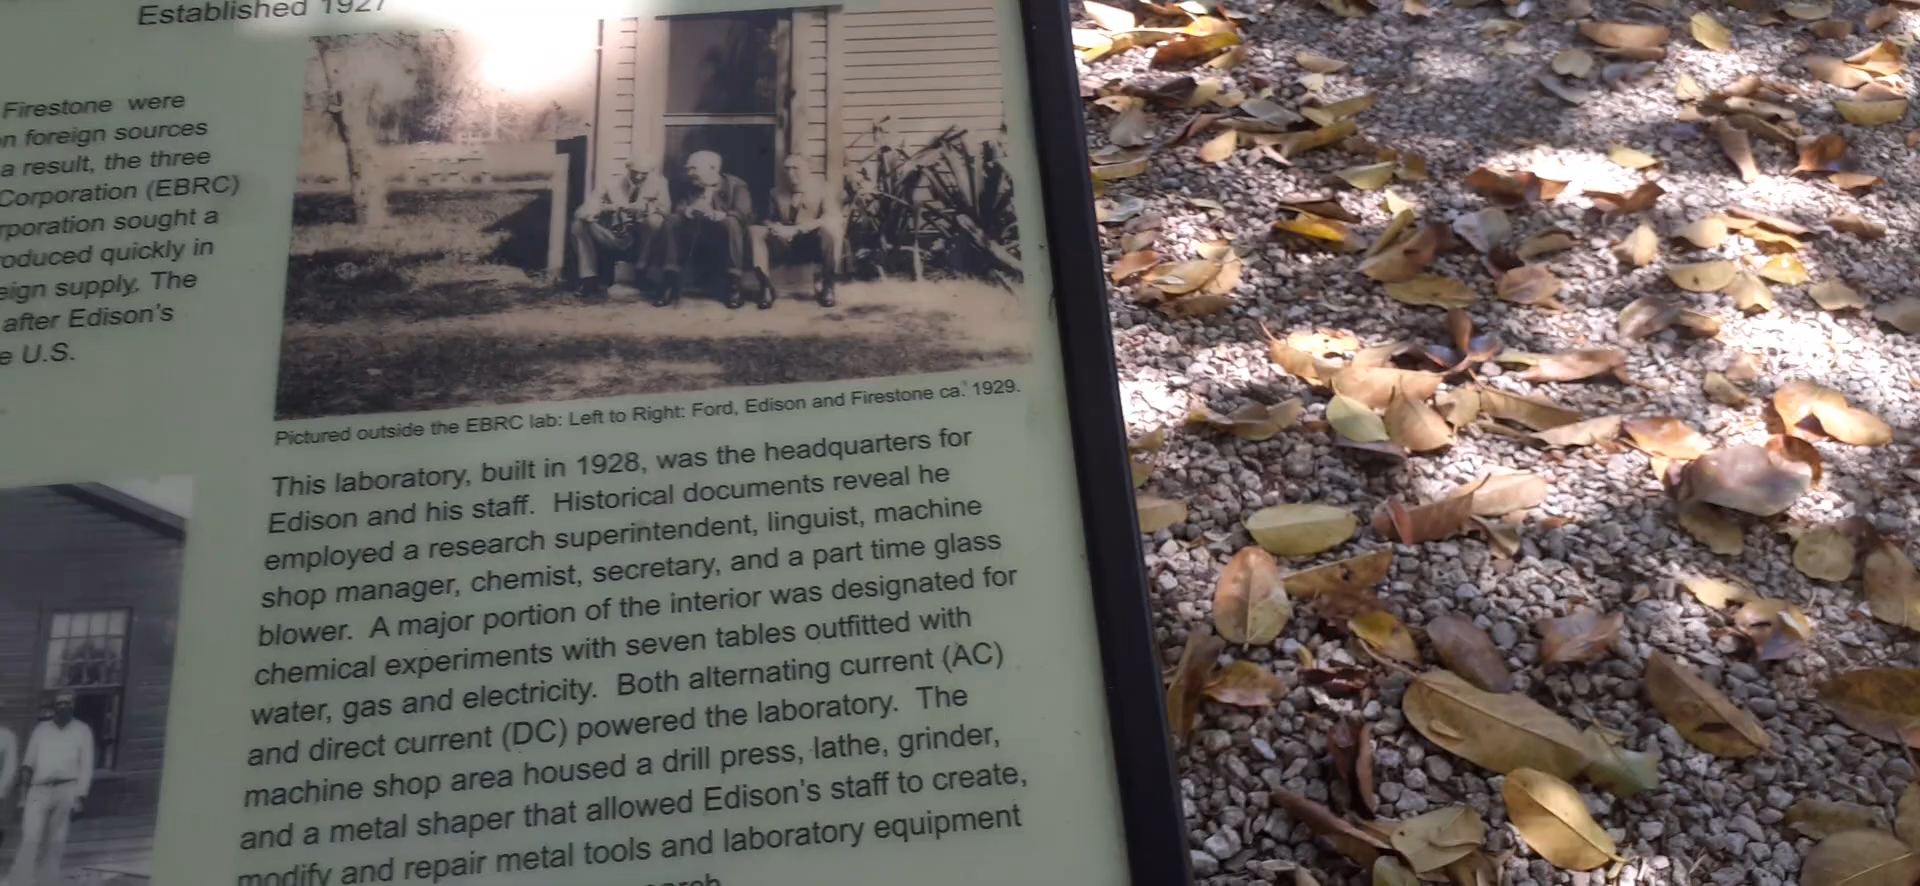 Established 1927
Firestone were
n foreign sources
a result, the three
Corporation (EBRC)
rporation sought a
oduced quickly in
eign supply. The
after Edison's
e U.S.
Pictured outside the EBRC lab: Left to Right: Ford, Edison and Firestone ca. 1929.
This laboratory, built in 1928, was the headquarters for
Edison and his staff. Historical documents reveal he
employed a research superintendent, linguist, machine
shop manager, chemist, secretary, and a part time glass
blower. A major portion of the interior was designated for
chemical experiments with seven tables outfitted with
water, gas and electricity. Both alternating current (AC)
and direct current (DC) powered the laboratory. The
machine shop area housed a drill press, lathe, grinder,
and a metal shaper that allowed Edison's staff to create,
modify and repair metal tools and laboratory equipment